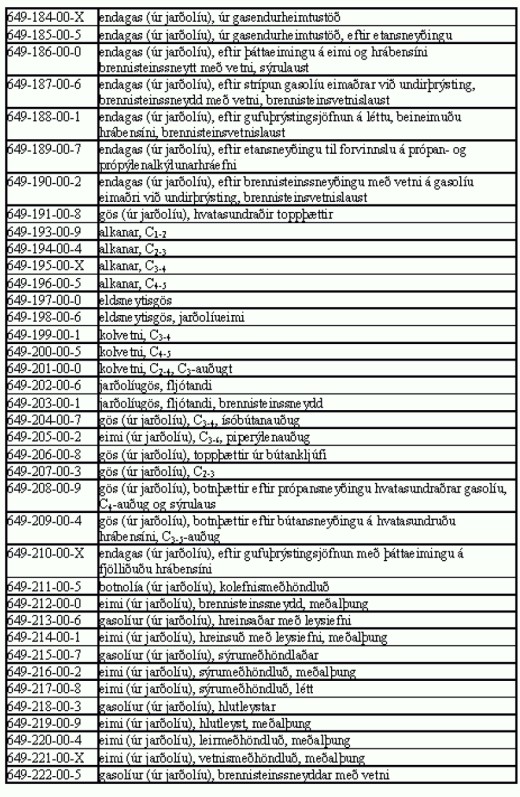 649-184-00-X endagas (úr jarðolíu), úr gasendurheimtustöð
649-185-00-5 endagas (úr jarðolíu), úr gasendurheimtustöð, eftir etansneyðingu
649-186-00-0 endagas (úr jarðolíu), eftir þáttaeimingu á eimi og hrábensíni
brennisteinssneytt með vetni, sýrulaust
649-187-00-6 endagas (úr jarðolíu), eftir strípun gasolíu eimaðrar við undirþrýsting,
brennisteinssneydd með vetni, brennisteinsvetnislaust
649-188-00-1 endagas (úr jarðolíu), eftir gufuþrýstingsjöfnun á léttu, beineimuðu
hrábensíni, brennisteinsvetnislaust
649-189-00-7 endagas (úr jarðolíu), eftir etansneyðingu til forvinnslu á própan- og
própýlenalkýlunarhráefni
649-190-00-2 endagas (úr jarðolíu), eftir brennisteinssneyðingu með vetni á gasolíu
eimaðri við undirþrýsting, brennisteinsvetnislaust
649-191-00-8 gös (úr jarðolíu), hvatasundraðir toppþættir
649-193-00-9 alkanar, C₁₋₂
649-194-00-4 alkanar, C₂₋₃
649-195-00-X alkanar, C₃₋₄
649-196-00-5 alkanar, C₄₋₅
649-197-00-0 eldsneytisgös
649-198-00-6 eldsneytisgös, jarðolíueimi
649-199-00-1 kolvetni, C₃₋₄
649-200-00-5 kolvetni, C₄₋₅
649-201-00-0 kolvetni, C₂₋₄, C₃-auðugt
649-202-00-6 jarðolíugös, fljótandi
649-203-00-1 jarðolíugös, fljótandi, brennisteinssneydd
649-204-00-7 gös (úr jarðolíu), C₃₋₄, ísóbútanauðug
649-205-00-2 eimi (úr jarðolíu), C₃₋₆, piperýlenauðug
649-206-00-8 gös (úr jarðolíu), toppþættir úr bútankljúfi
649-207-00-3 gös (úr jarðolíu), C₂₋₃
649-208-00-9 gös (úr jarðolíu), botnþættir eftir própansneyðingu hvatasundraðrar gasolíu,
C₄-auðug og sýrulaus
649-209-00-4 gös (úr jarðolíu), botnþættir eftir bútansneyðingu á hvatasundruðu
hrábensíni, C₃₋₅-auðug
649-210-00-X endagas (úr jarðolíu), eftir gufuþrýstingsjöfnun með þáttaeimingu á
fjölliðuðu hrábensíni
649-211-00-5 botnolía (úr jarðolíu), kolefnismeðhöndluð
649-212-00-0 eimi (úr jarðolíu), brennisteinssneydd, meðalþung
649-213-00-6 gasolíur (úr jarðolíu), hreinsaðar með leysiefni
649-214-00-1 eimi (úr jarðolíu), hreinsuð með leysiefni, meðalþung
649-215-00-7 gasolíur (úr jarðolíu), sýrumeðhöndlaðar
649-216-00-2 eimi (úr jarðolíu), sýrumeðhöndluð, meðalþung
649-217-00-8 eimi (úr jarðolíu), sýrumeðhöndluð, létt
649-218-00-3 gasolíur (úr jarðolíu), hlutleystar
649-219-00-9 eimi (úr jarðolíu), hlutleyst, meðalþung
649-220-00-4 eimi (úr jarðolíu), leirmeðhöndluð, meðalþung
649-221-00-X eimi (úr jarðolíu), vetnismeðhöndluð, meðalþung
649-222-00-5 gasolíur (úr jarðolíu), brennisteinssneyddar með vetni